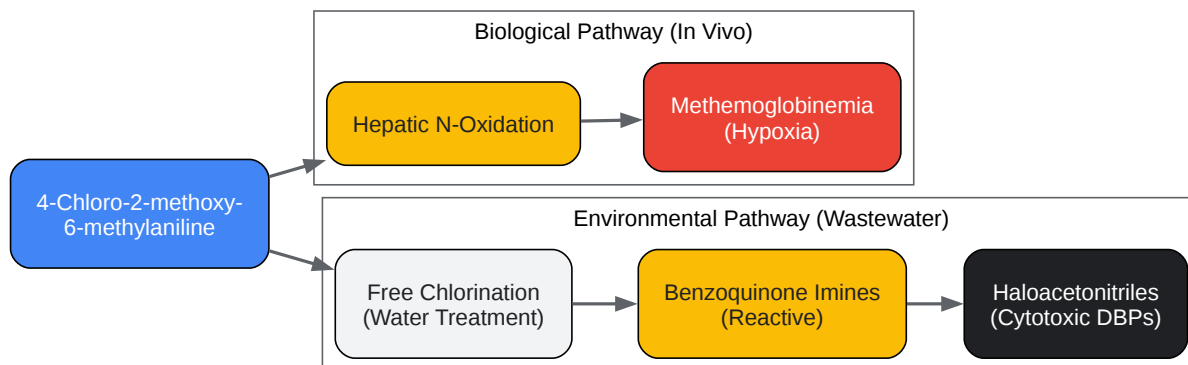 Biological Pathway (In Vivo)
Hepatic N-Oxidation
Methemoglobinemia
(Hypoxia)
4-Chloro-2-methoxy-
6-methylaniline
Environmental Pathway (Wastewater)
Free Chlorination
(Water Treatment)
Benzoquinone Imines
(Reactive)
Haloacetonitriles
(Cytotoxic DBPs)